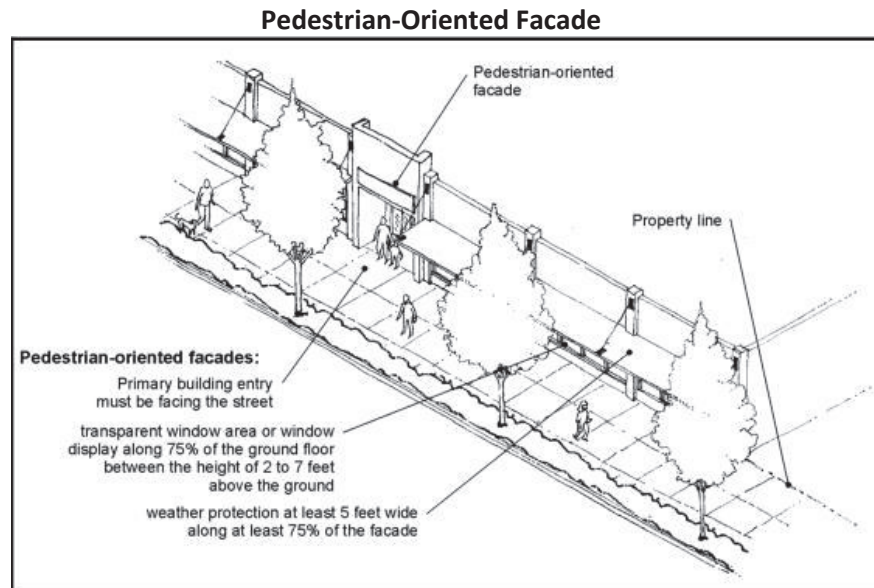 Pedestrian-Oriented Facade
Pedestrian-oriented
facade
Property line
Pedestrian-oriented facades:
Primary building entry
must be facing the street
transparent window area or window
display along 75% of the ground floor
between the height of 2 to 7 feet
above the ground
weather protection at least 5 feet wide
along at least 75% of the facade